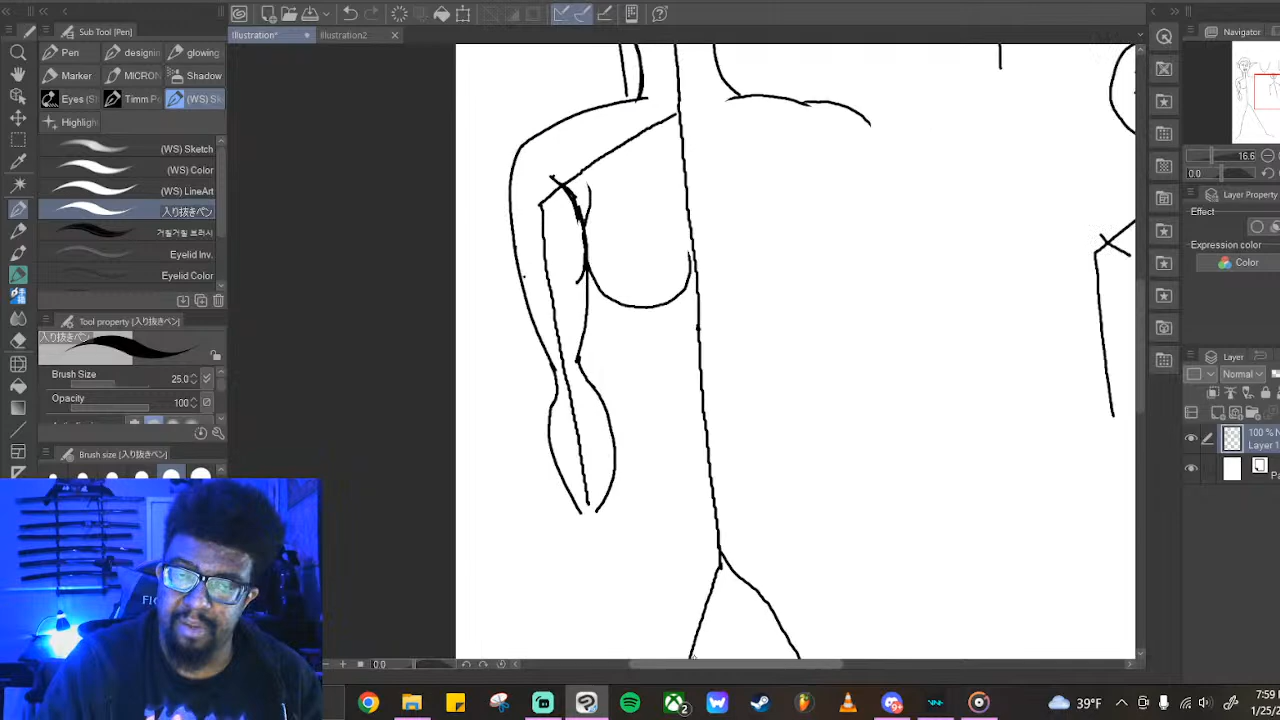 Illustration*
Illustration2
Sub Tool [Pen]
Pen
designi
glowing
Marker
MICRON
Shadow
Eyes (S
Timm P
(WS) Sk
Highligh
(WS) Sketch
(WS) Color
(WS) LineArt
入り抜きペン
Eyelid Inv.
Eyelid Color
Tool property [入り抜きペン]
入り抜きペン
Brush Size
25.0
Opacity
100
Brush size [入り抜きペン]
0.0
Navigator
16.6
0.0
Layer Property
Effect
Expression color
Color
Layer
Normal
100
100 % N
Layer 1
Pa
39°F
7:59
1/25/2